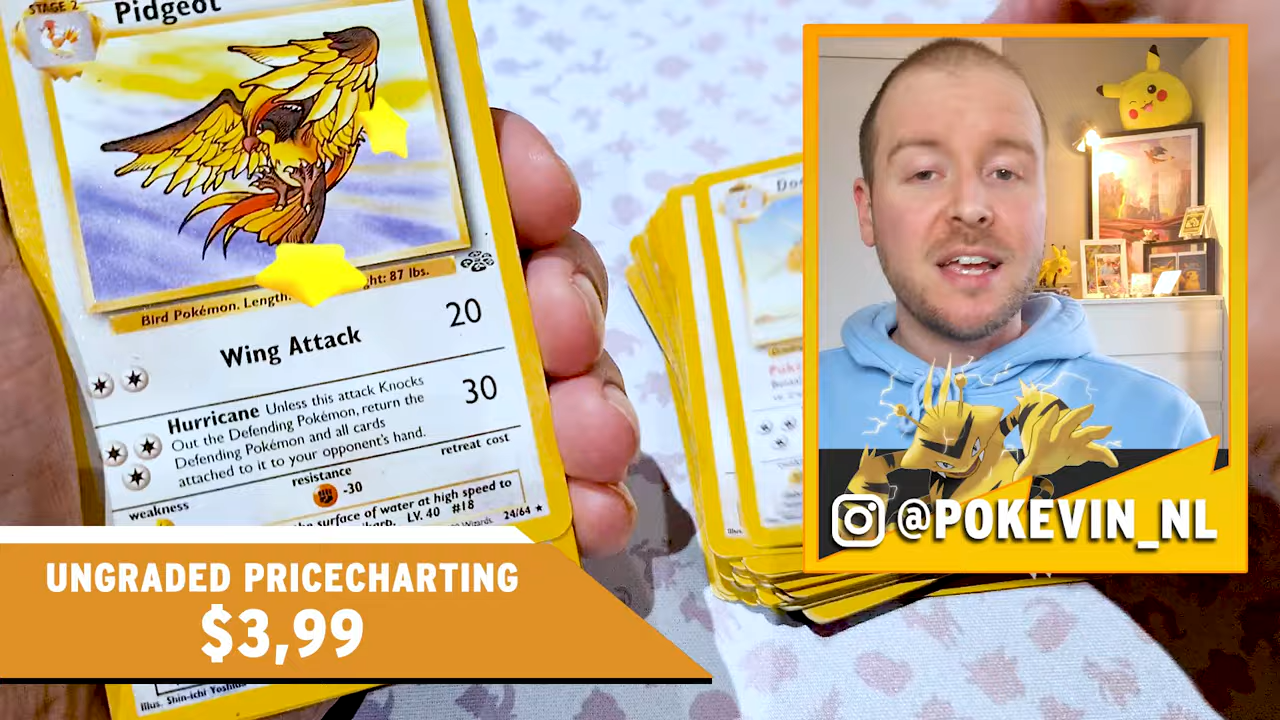 STAGE 2
Pidgeot
Bird Pokémon. Length:
ght: 87 lbs.
Wing Attack
20
Hurricane Unless this attack Knocks
Out the Defending Pokémon, return the
Defending Pokémon and all cards
attached to it to your opponent's hand.
30
weakness
resistance
retreat cost
-30
surface of water at high speed to
LV. 40 #18
Wizards. 24/64 ★
Illus. Shin-ichi
UNGRADED PRICECHARTING
$3,99
@POKEVIN_NL